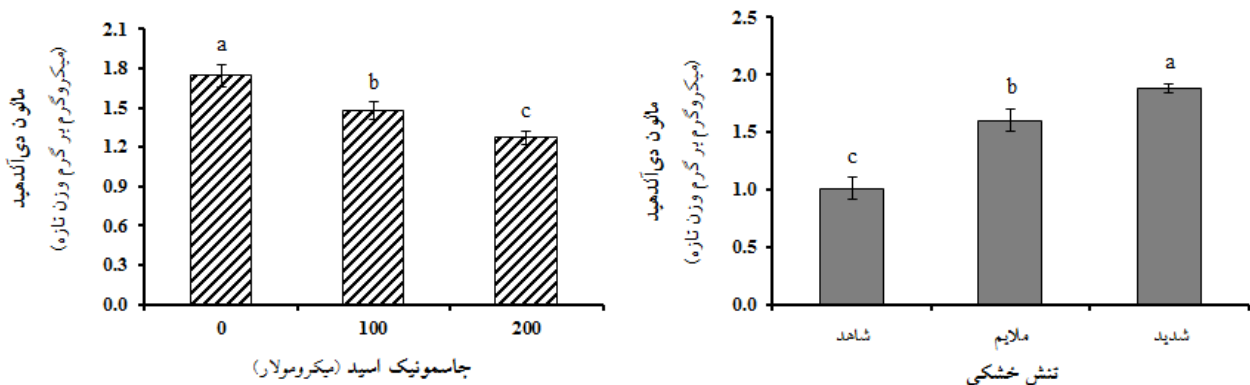 مالون دی‌آلدهید
(میکروگرم بر گرم وزن تازه)
2.1
1.8
1.5
1.2
0.9
0.6
0.3
0.0
a
b
c
0
100
200
جاسمونیک اسید (میکرومولار)
مالون دی‌آلدهید
(میکروگرم بر گرم وزن تازه)
2.5
2.0
1.5
1.0
0.5
0.0
c
b
a
شاهد
ملایم
شدید
تنش خشکی